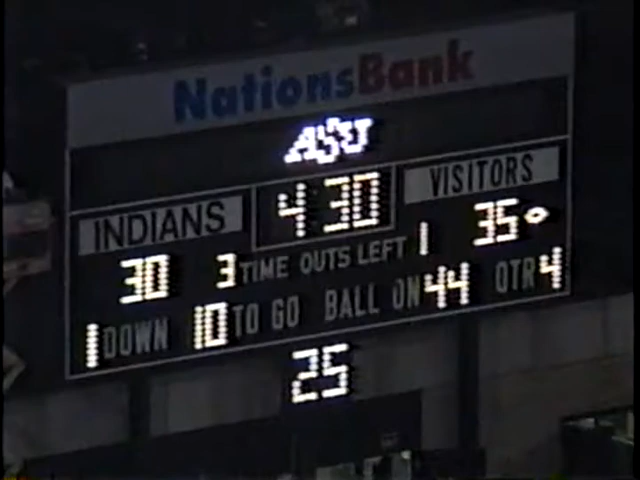 NationsBank
ASU
4 30
INDIANS VISITORS
30 3 TIME OUTS LEFT 1 35
1 DOWN 10 TO GO BALL ON 44 QTR 4
25